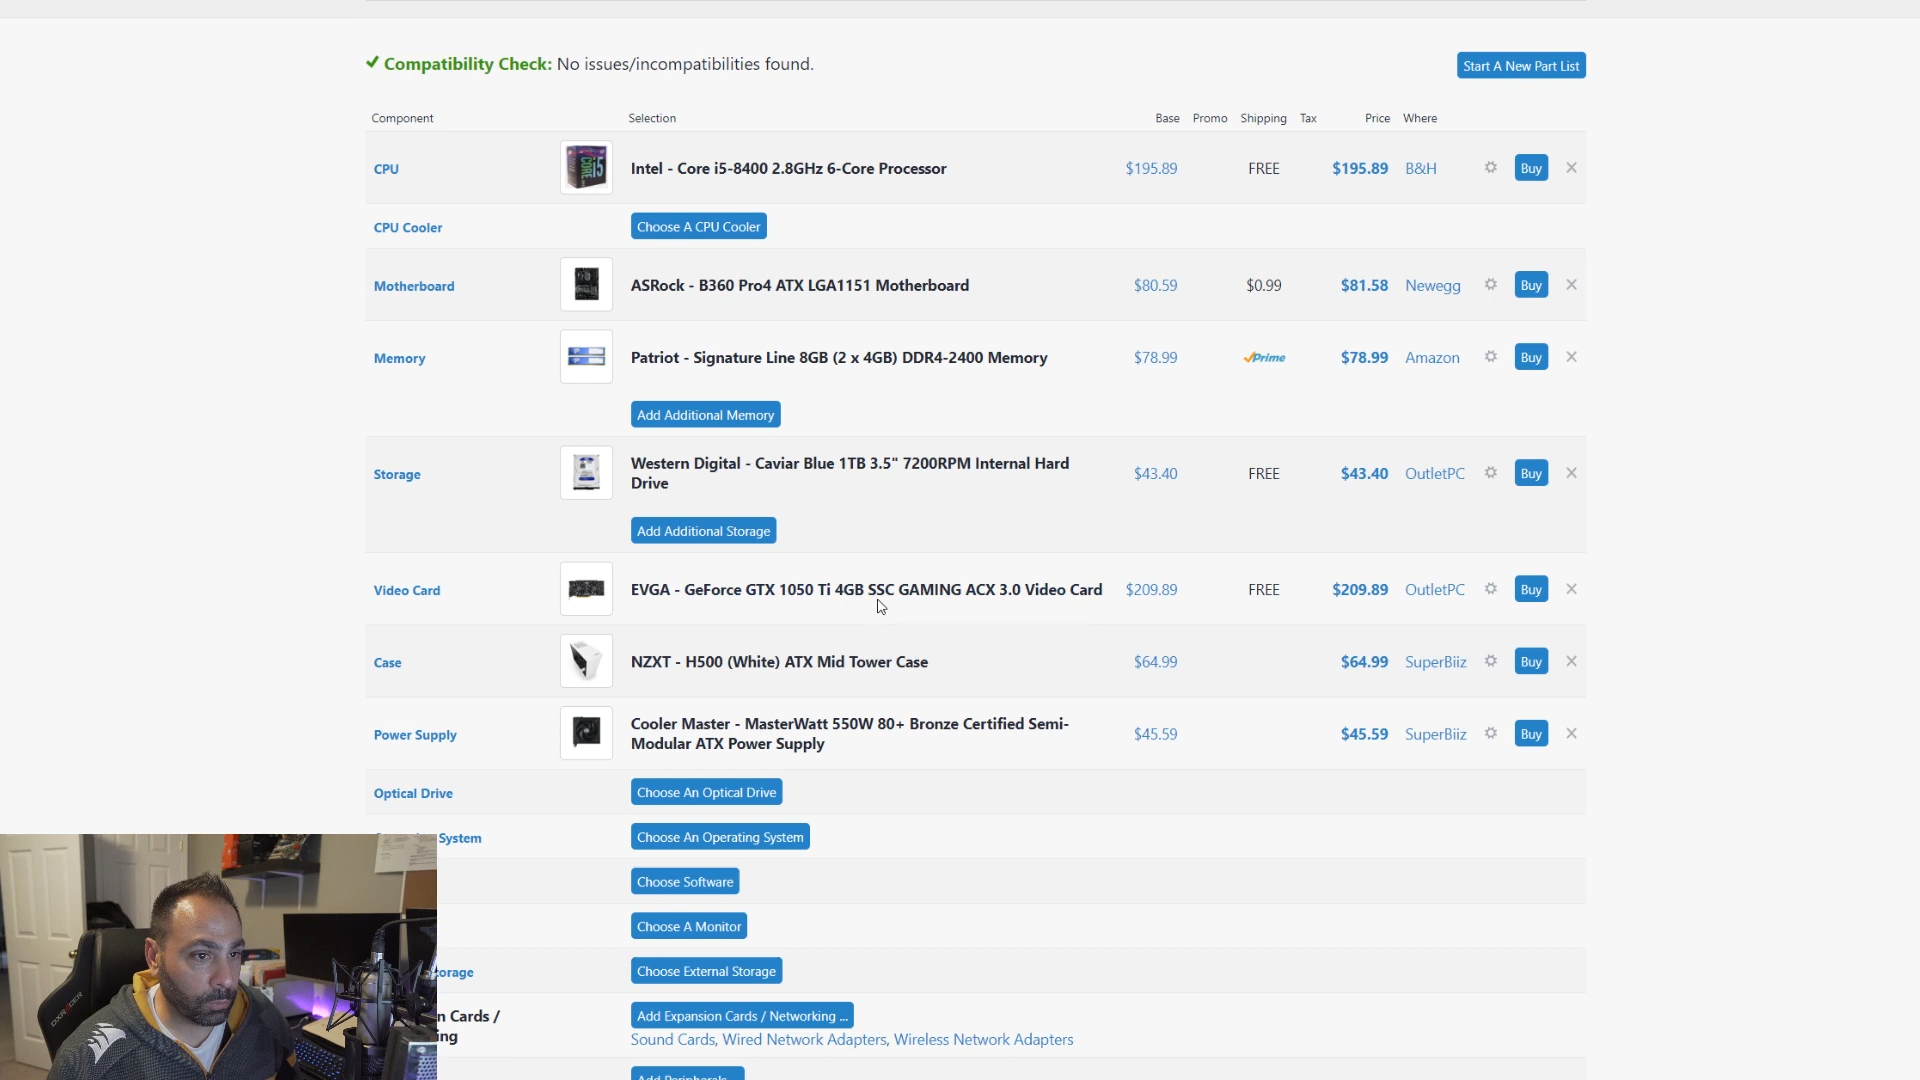 Compatibility Check: No issues/incompatibilities found.
Start A New Part List
Component Selection Base Promo Shipping Tax Price Where
CPU Intel - Core i5-8400 2.8GHz 6-Core Processor $195.89 FREE $195.89 B&H Buy
CPU Cooler Choose A CPU Cooler
Motherboard ASRock - B360 Pro4 ATX LGA1151 Motherboard $80.59 $0.99 $81.58 Newegg Buy
Memory Patriot - Signature Line 8GB (2 x 4GB) DDR4-2400 Memory $78.99 Prime $78.99 Amazon Buy
Add Additional Memory
Storage Western Digital - Caviar Blue 1TB 3.5" 7200RPM Internal Hard
Drive $43.40 FREE $43.40 OutletPC Buy
Add Additional Storage
Video Card EVGA - GeForce GTX 1050 Ti 4GB SSC GAMING ACX 3.0 Video Card $209.89 FREE $209.89 OutletPC Buy
Case NZXT - H500 (White) ATX Mid Tower Case $64.99 $64.99 SuperBiiz Buy
Power Supply Cooler Master - MasterWatt 550W 80+ Bronze Certified Semi-
Modular ATX Power Supply $45.59 $45.59 SuperBiiz Buy
Optical Drive Choose An Optical Drive
System Choose An Operating System
Choose Software
Choose A Monitor
orage Choose External Storage
n Cards / Add Expansion Cards / Networking ...
ing Sound Cards, Wired Network Adapters, Wireless Network Adapters
Add Peripherals
DXRACER